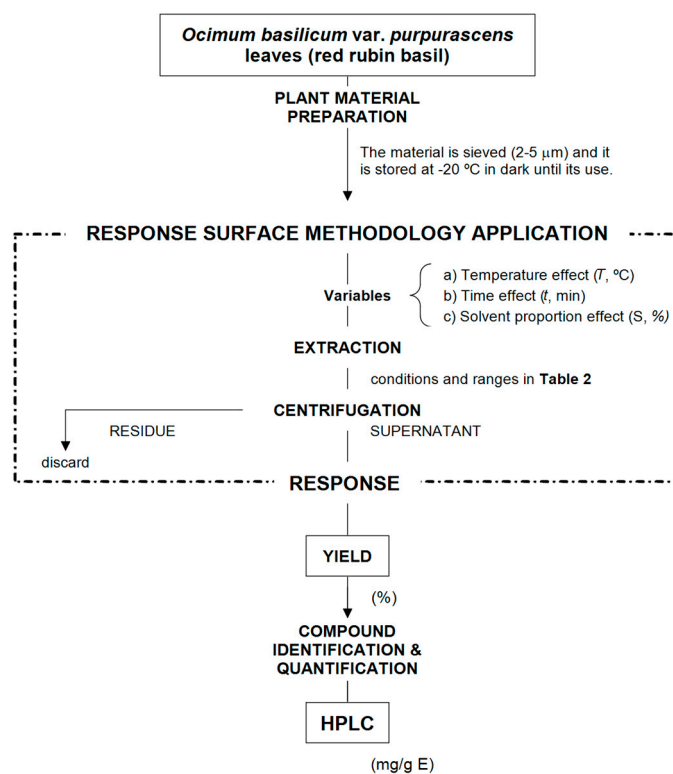 Ocimum basilicum var. purpurascens
leaves (red rubin basil)
PLANT MATERIAL
PREPARATION
The material is sieved (2-5 μm) and it
is stored at -20 ºC in dark until its use.
RESPONSE SURFACE METHODOLOGY APPLICATION
a) Temperature effect (T, ºC)
Variables
b) Time effect (t, min)
c) Solvent proportion effect (S, %)
EXTRACTION
conditions and ranges in Table 2
CENTRIFUGATION
RESIDUE
SUPERNATANT
discard
RESPONSE
YIELD
(%)
COMPOUND
IDENTIFICATION &
QUANTIFICATION
HPLC
(mg/g E)